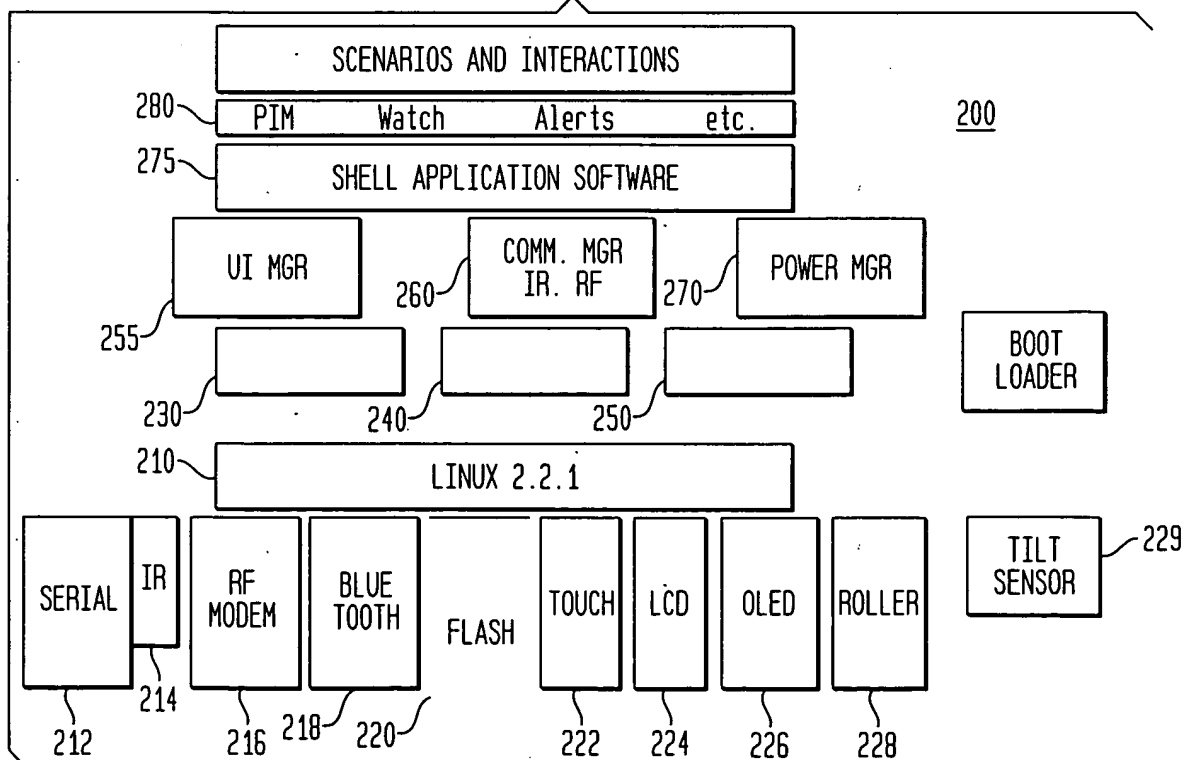 SCENARIOS AND INTERACTIONS
280
PIM Watch Alerts etc.
200
275
SHELL APPLICATION SOFTWARE
UI MGR
COMM. MGR
IR. RF
POWER MGR
255
260
270
230
240
250
BOOT
LOADER
210
LINUX 2.2.1
SERIAL
IR
RF
MODEM
BLUE
TOOTH
FLASH
TOUCH
LCD
OLED
ROLLER
TILT
SENSOR
229
212
214
216
218
220
222
224
226
228